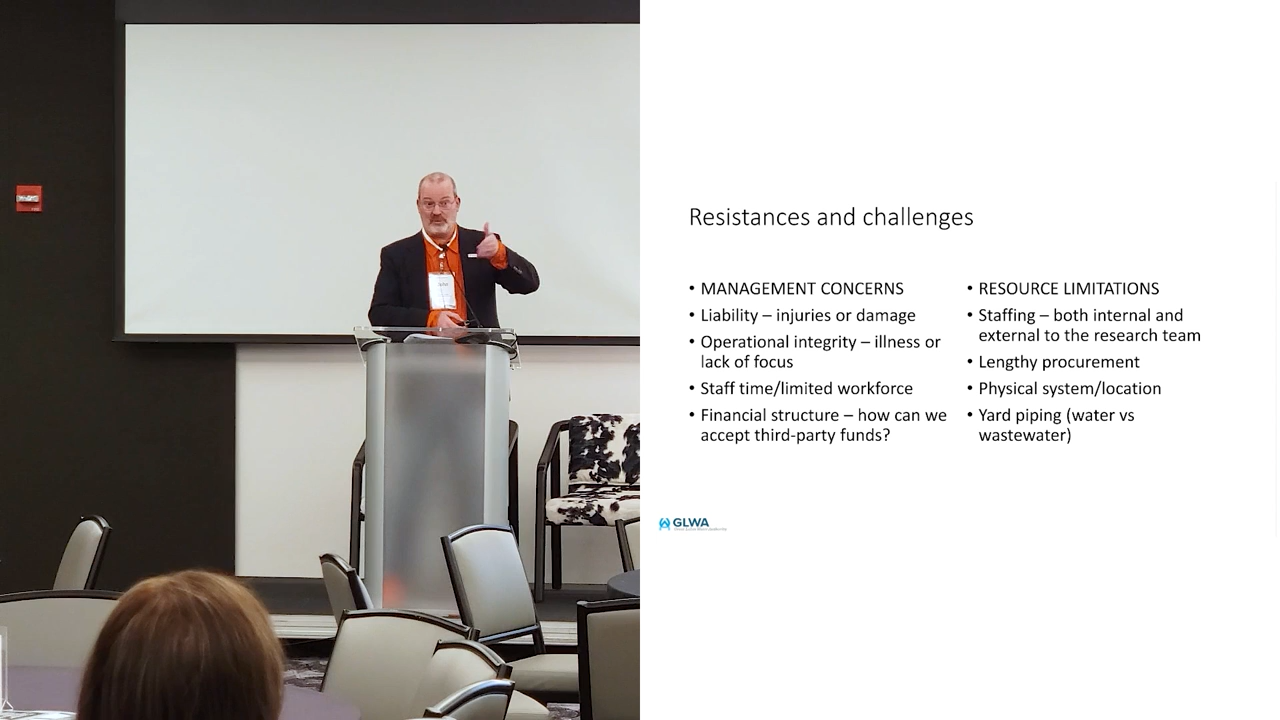 Resistances and challenges
• MANAGEMENT CONCERNS
• Liability – injuries or damage
• Operational integrity – illness or
lack of focus
• Staff time/limited workforce
• Financial structure – how can we
accept third-party funds?
• RESOURCE LIMITATIONS
• Staffing – both internal and
external to the research team
• Lengthy procurement
• Physical system/location
• Yard piping (water vs
wastewater)
GLWA